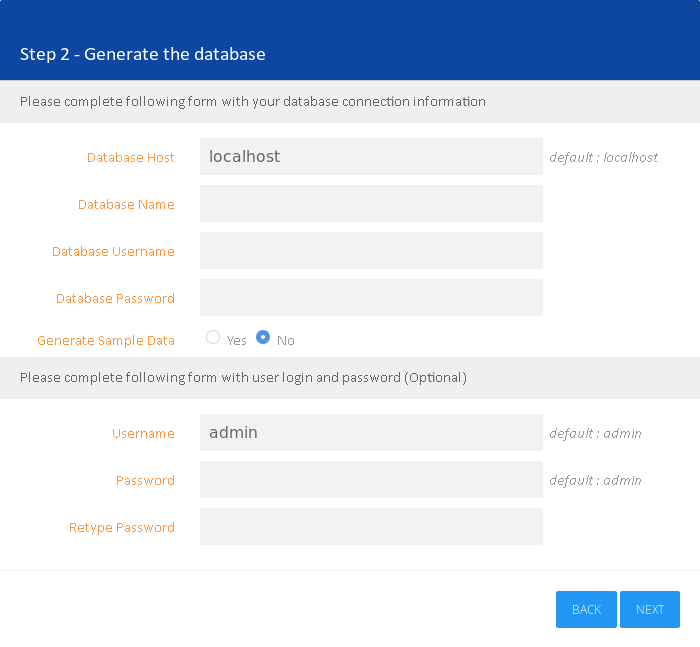 Step 2 - Generate the database
Please complete following form with your database connection information
Database Host localhost default : localhost
Database Name
Database Username
Database Password
Generate Sample Data Yes No
Please complete following form with user login and password (Optional)
Username admin default : admin
Password default : admin
Retype Password
BACK NEXT